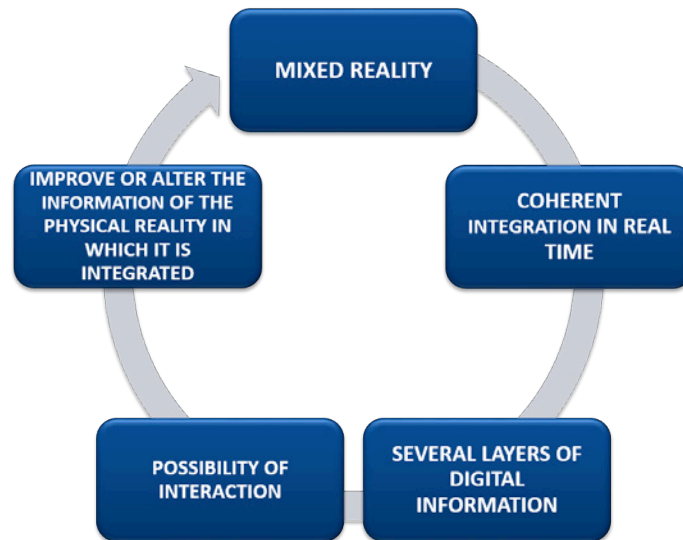 MIXED REALITY
COHERENT
INTEGRATION IN REAL
TIME
SEVERAL LAYERS OF
DIGITAL
INFORMATION
POSSIBILITY OF
INTERACTION
IMPROVE OR ALTER THE
INFORMATION OF THE
PHYSICAL REALITY IN
WHICH IT IS
INTEGRATED